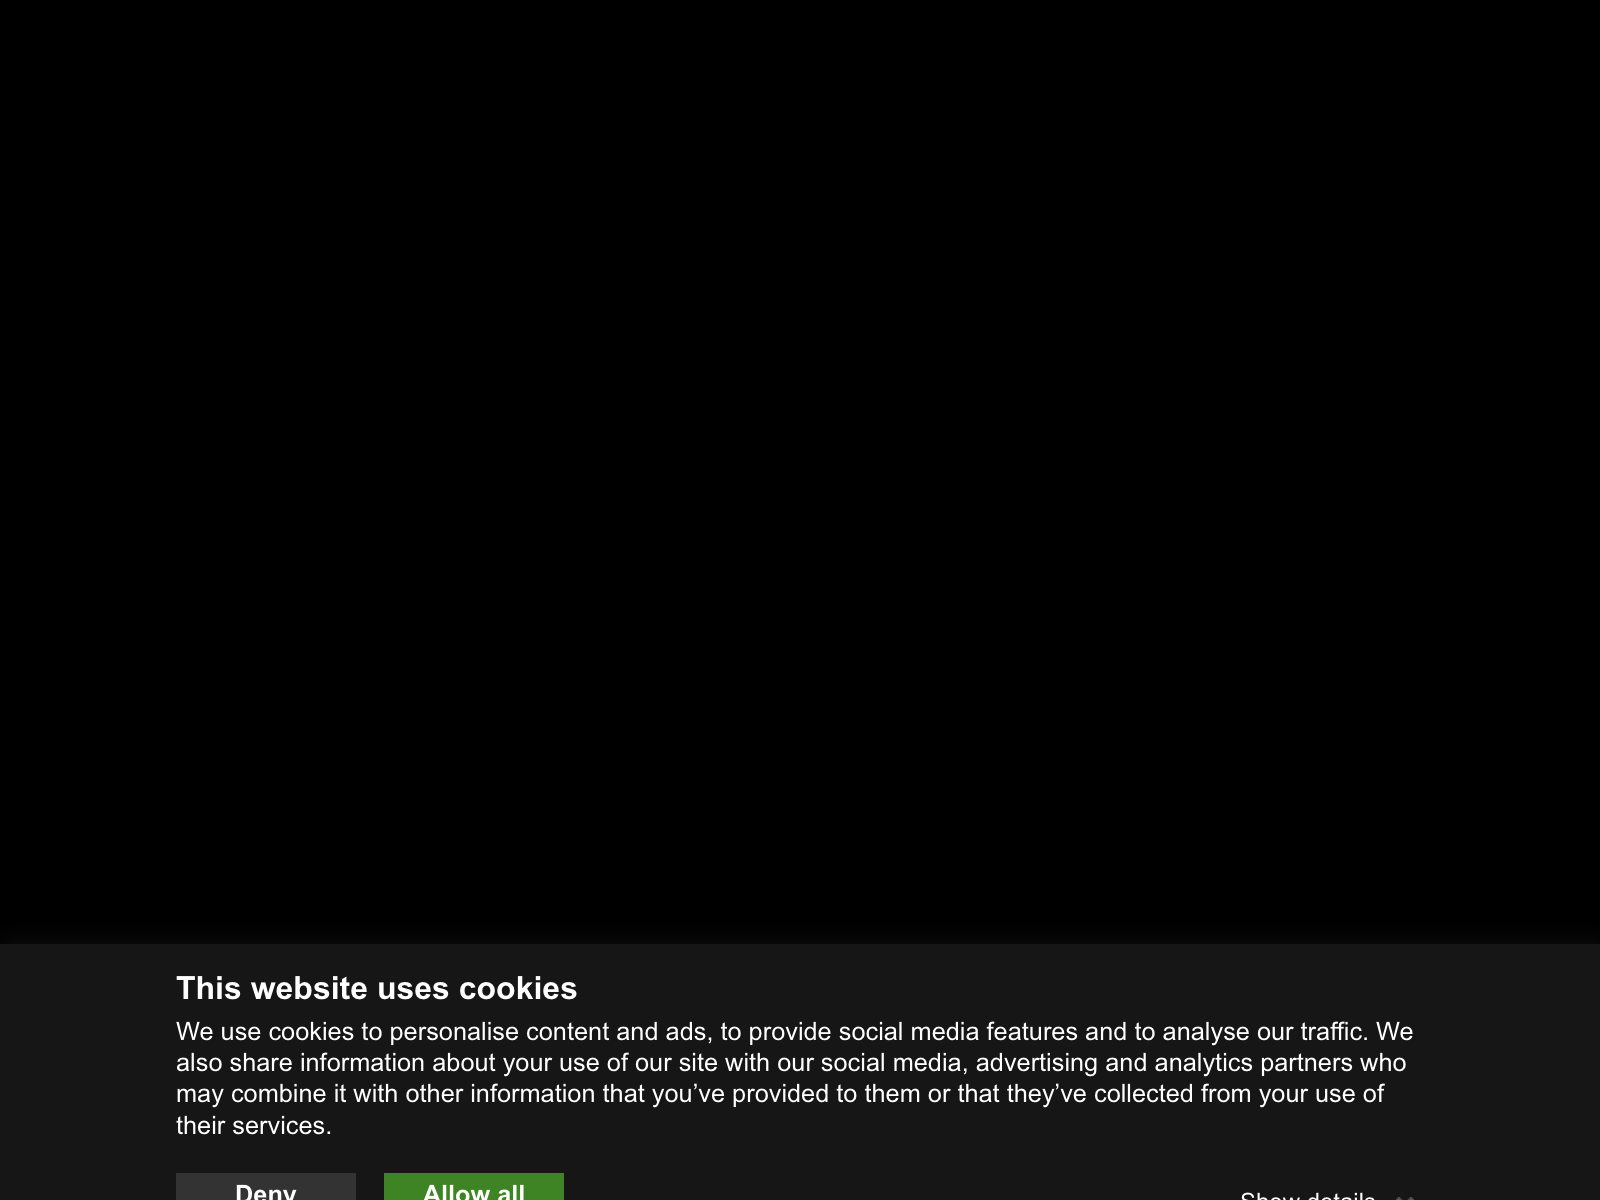 This website uses cookies
We use cookies to personalise content and ads, to provide social media features and to analyse our traffic. We
also share information about your use of our site with our social media, advertising and analytics partners who
may combine it with other information that you’ve provided to them or that they’ve collected from your use of
their services.
Deny
Allow all
Show details